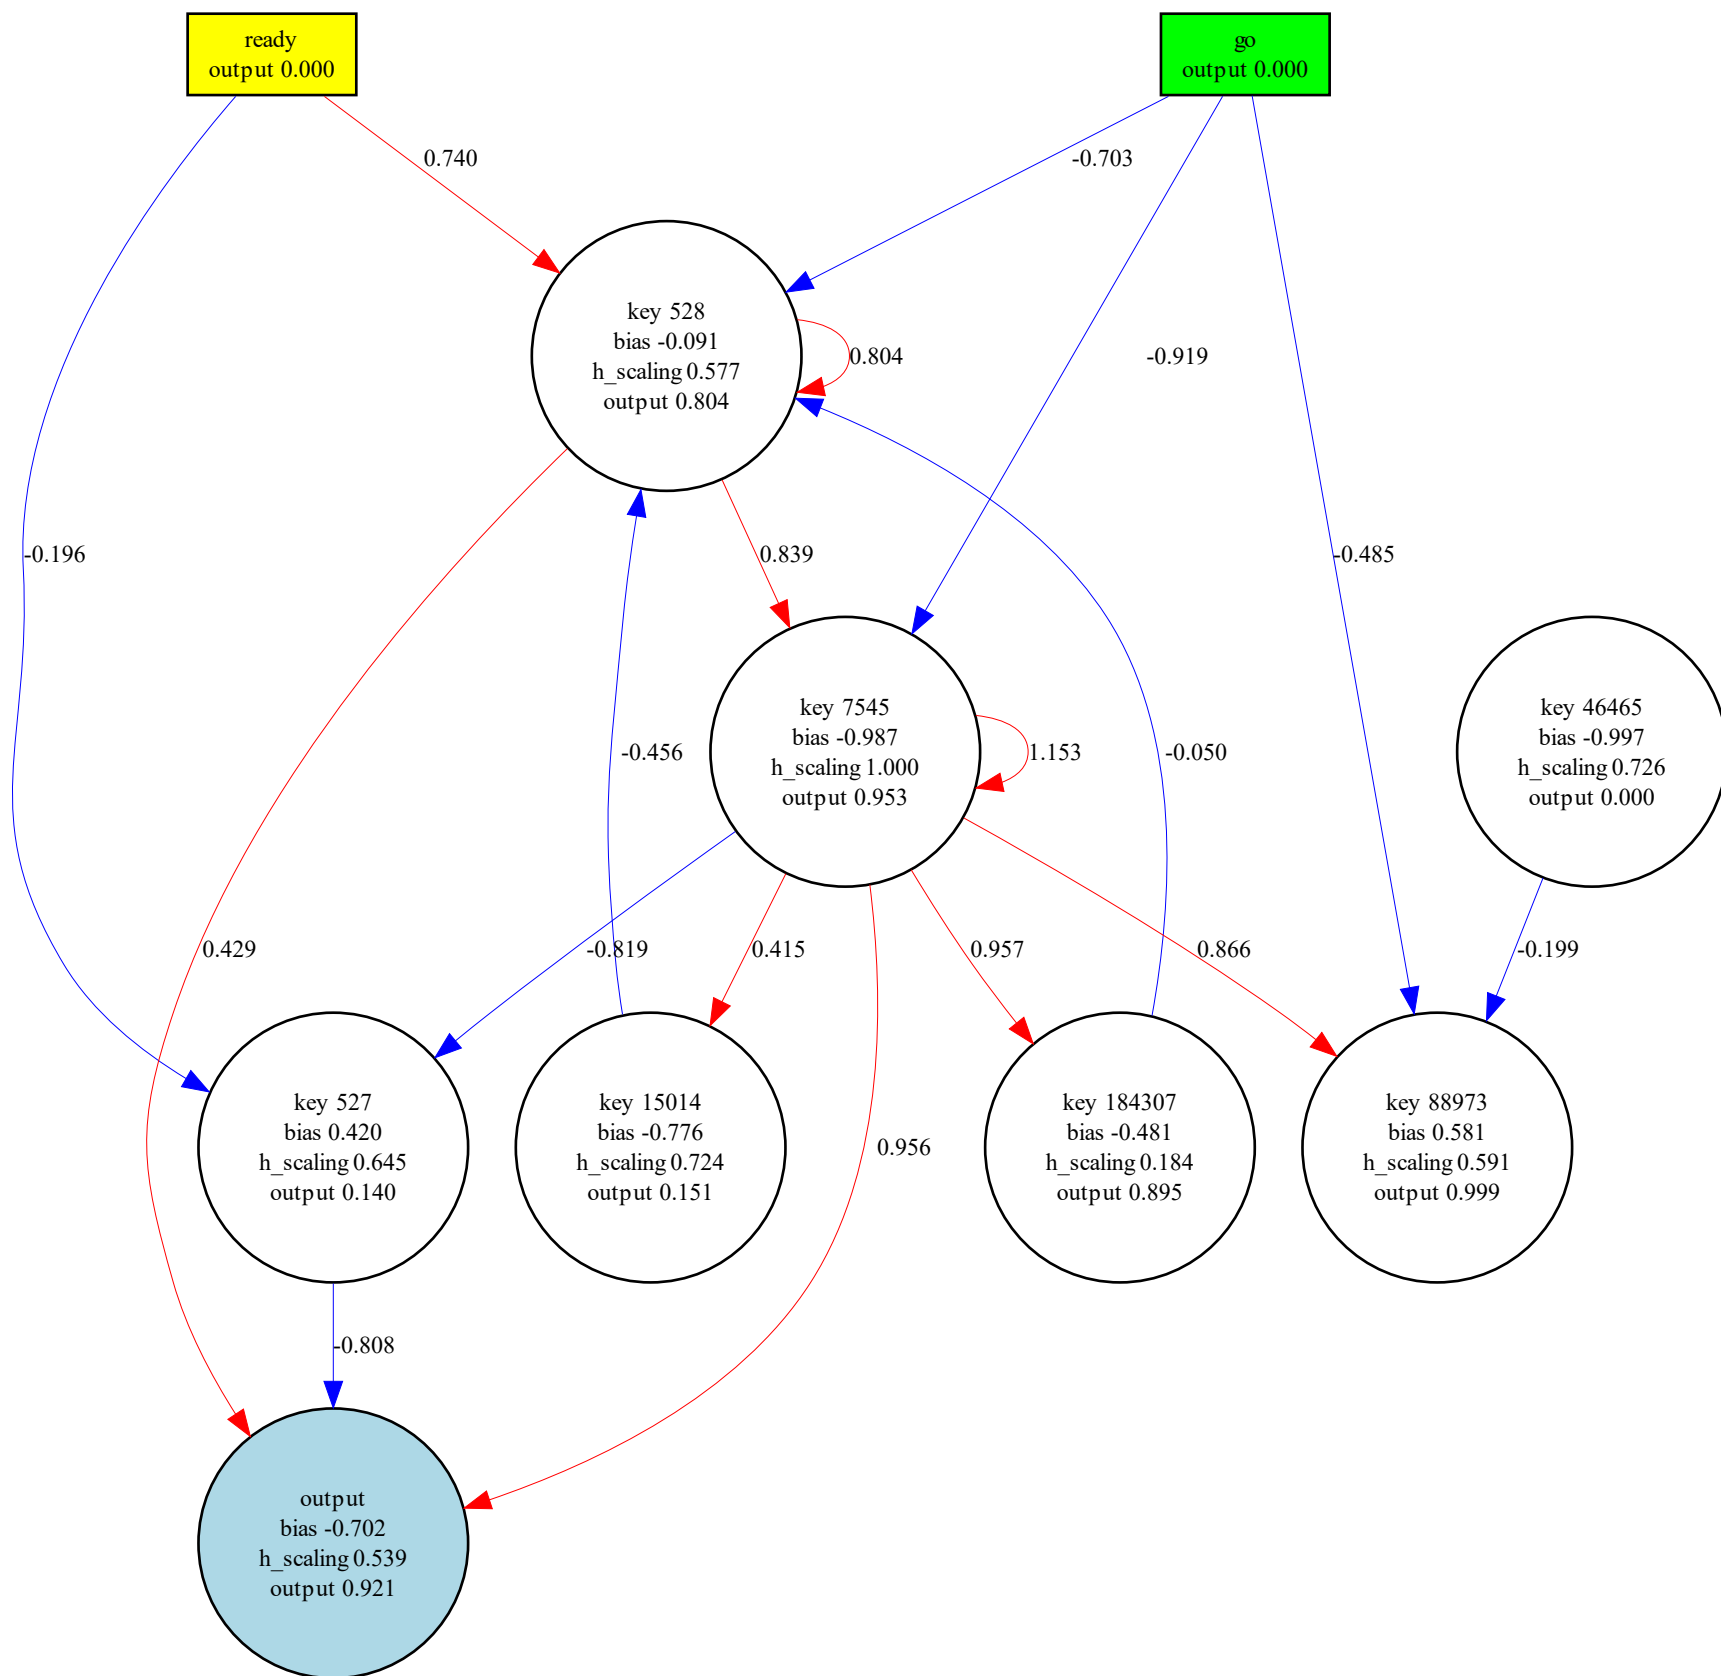 ready
output 0.000
go
output 0.000
0.740
-0.703
key 528
bias -0.091
h_scaling 0.577
output 0.804
0.804
-0.919
-0.196
0.839
-0.485
key 7545
bias -0.987
h_scaling 1.000
output 0.953
1.153
-0.456
-0.050
key 46465
bias -0.997
h_scaling 0.726
output 0.000
0.429
-0.819
0.415
0.957
0.866
-0.199
key 527
bias 0.420
h_scaling 0.645
output 0.140
key 15014
bias -0.776
h_scaling 0.724
output 0.151
0.956
key 184307
bias -0.481
h_scaling 0.184
output 0.895
key 88973
bias 0.581
h_scaling 0.591
output 0.999
-0.808
output
bias -0.702
h_scaling 0.539
output 0.921